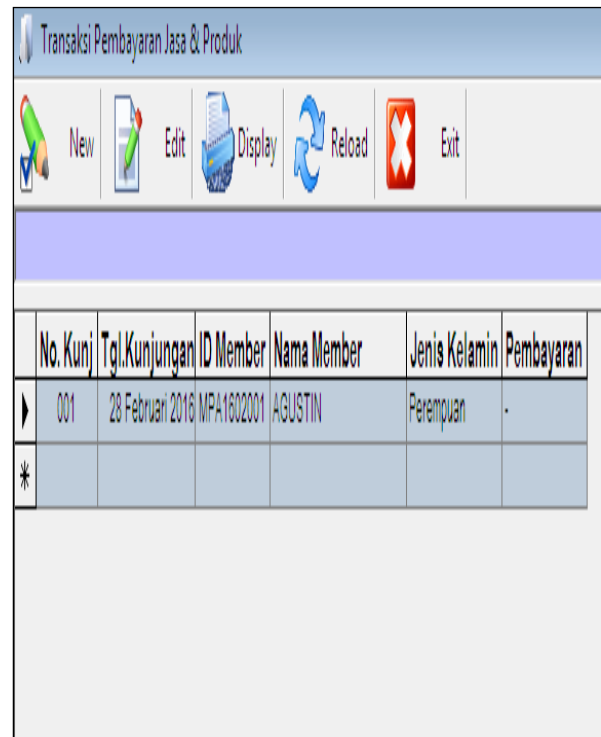 Transaksi Pembayaran Jasa & Produk
New Edit Display Reload Exit
No. Kunj Tgl.Kunjungan ID Member Nama Member Jenis Kelamin Pembayaran
001 28 Februari 2016 MPA1602001 AGUSTIN Perempuan -